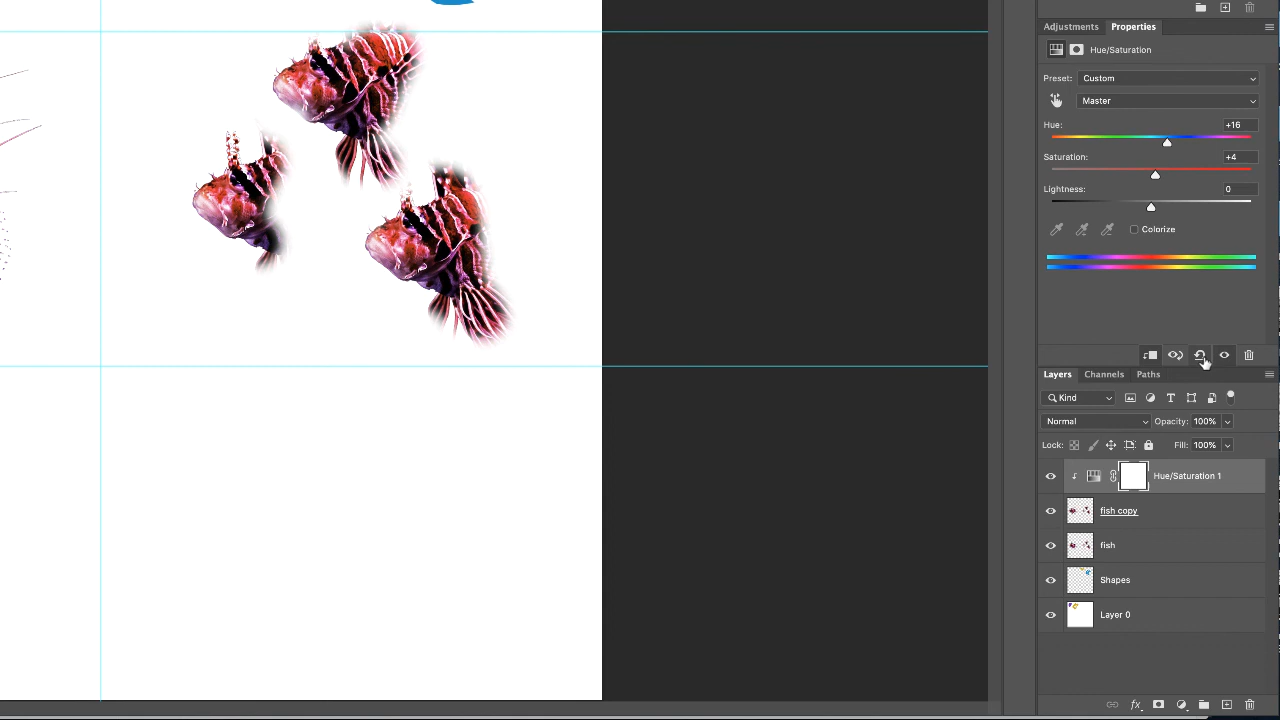 Adjustments Properties
Hue/Saturation
Preset: Custom
Master
Hue: +16
Saturation: +4
Lightness: 0
Colorize
Layers Channels Paths
Kind
Normal Opacity: 100%
Lock: Fill: 100%
Hue/Saturation 1
fish copy
fish
Shapes
Layer 0